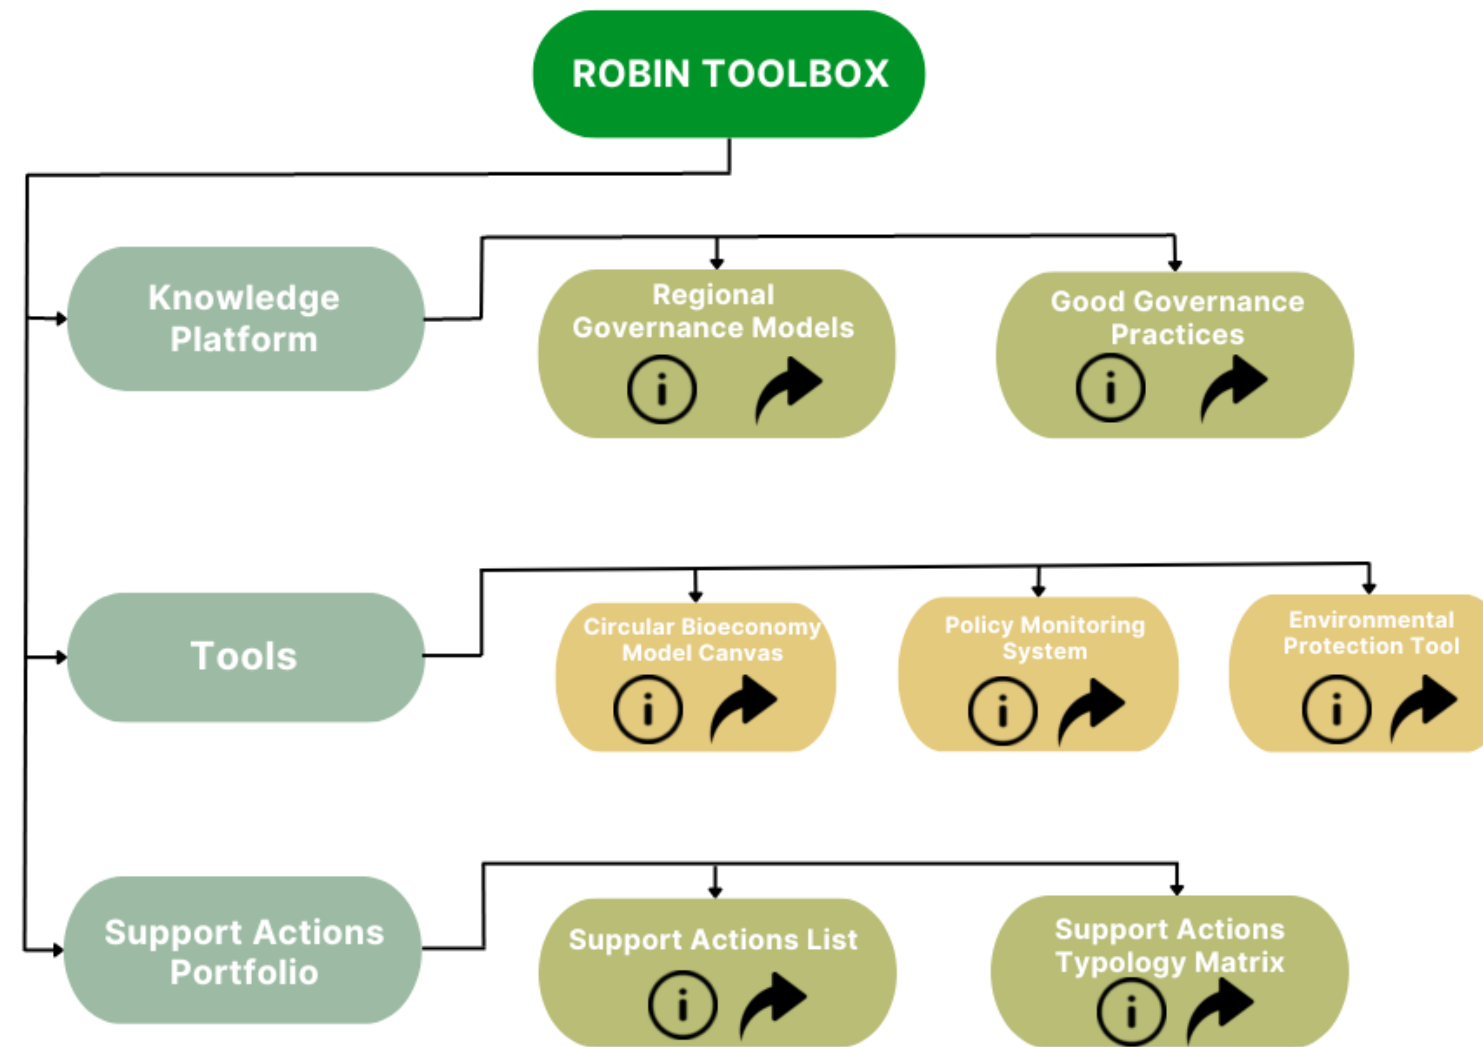 ROBIN TOOLBOX
Knowledge
Platform
Regional
Governance Models
Good Governance
Practices
Tools
Circular Bioeconomy
Model Canvas
Policy Monitoring
System
Environmental
Protection Tool
Support Actions
Portfolio
Support Actions List
Support Actions
Typology Matrix